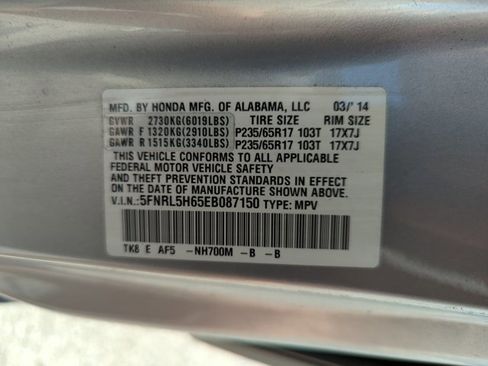 MFD. BY HONDA MFG. OF ALABAMA, LLC 03/'14
GVWR 2730KG(6019LBS) TIRE SIZE RIM SIZE
GAWR F 1320KG(2910LBS) P235/65R17 103T 17X7J
GAWR R 1515KG(3340LBS) P235/65R17 103T 17X7J
THIS VEHICLE CONFORMS TO ALL APPLICABLE
FEDERAL MOTOR VEHICLE SAFETY
AND THEFT PREVENTION STANDARDS IN
EFFECT ON THE DATE OF MANUFACTURE SHOWN ABOVE.
V.I.N.:5FNRL5H65EB087150 TYPE: MPV
TK8 E AF5 -NH700M -B -B